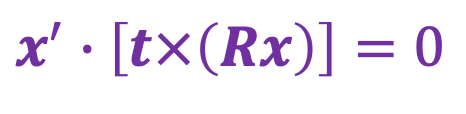 x′ · [t×(Rx)] = 0